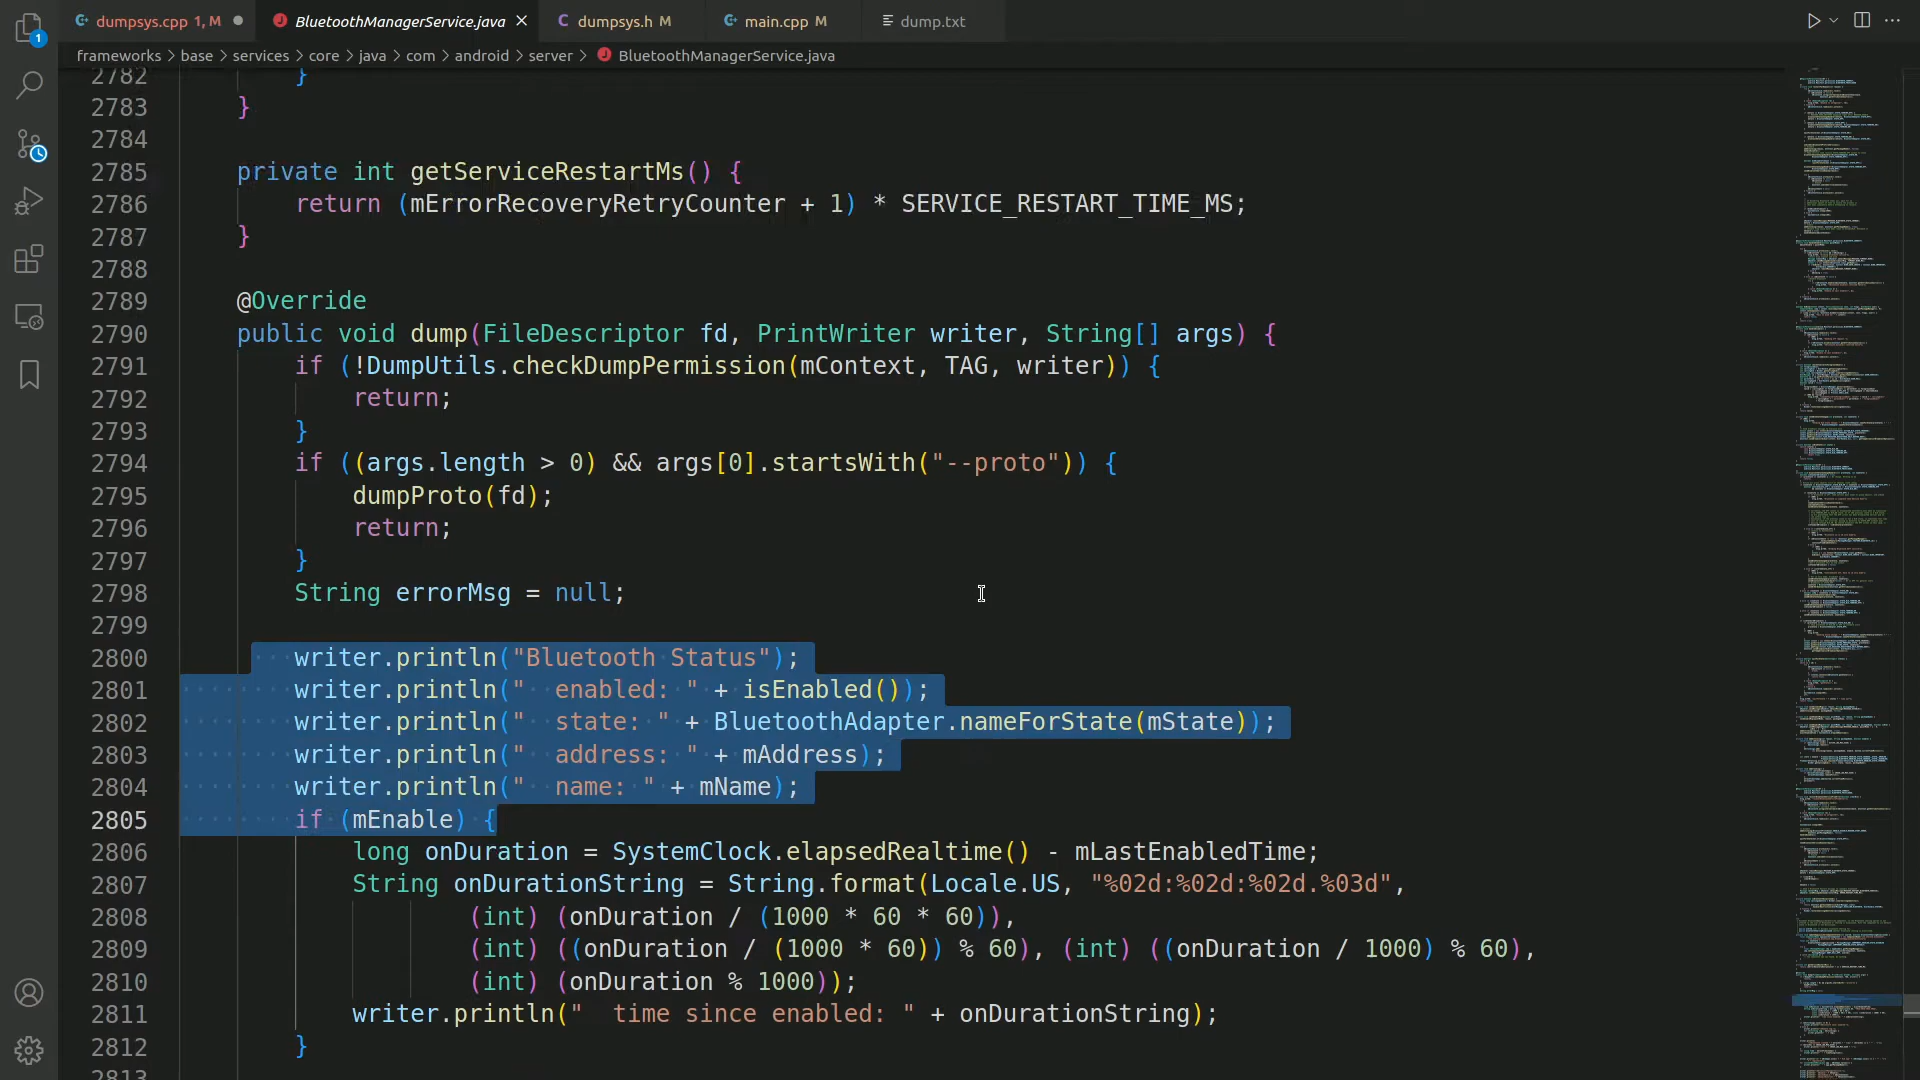 dumpsys.cpp 1, M
BluetoothManagerService.java
C dumpsys.h M
main.cpp M
dump.txt
1
frameworks > base > services > core > java > com > android > server > BluetoothManagerService.java
2782 }
2783 }
2784
2785 private int getServiceRestartMs() {
2786 return (mErrorRecoveryRetryCounter + 1) * SERVICE_RESTART_TIME_MS;
2787 }
2788
2789 @Override
2790 public void dump(FileDescriptor fd, PrintWriter writer, String[] args) {
2791 if (!DumpUtils.checkDumpPermission(mContext, TAG, writer)) {
2792 return;
2793 }
2794 if ((args.length > 0) && args[0].startsWith("--proto")) {
2795 dumpProto(fd);
2796 return;
2797 }
2798 String errorMsg = null;
2799
2800 writer.println("Bluetooth Status");
2801 writer.println("  enabled: " + isEnabled());
2802 writer.println("  state: " + BluetoothAdapter.nameForState(mState));
2803 writer.println("  address: " + mAddress);
2804 writer.println("  name: " + mName);
2805 if (mEnable) {
2806 long onDuration = SystemClock.elapsedRealtime() - mLastEnabledTime;
2807 String onDurationString = String.format(Locale.US, "%02d:%02d:%02d.%03d",
2808 (int) (onDuration / (1000 * 60 * 60)),
2809 (int) ((onDuration / (1000 * 60)) % 60), (int) ((onDuration / 1000) % 60),
2810 (int) (onDuration % 1000));
2811 writer.println("  time since enabled: " + onDurationString);
2812 }
2813